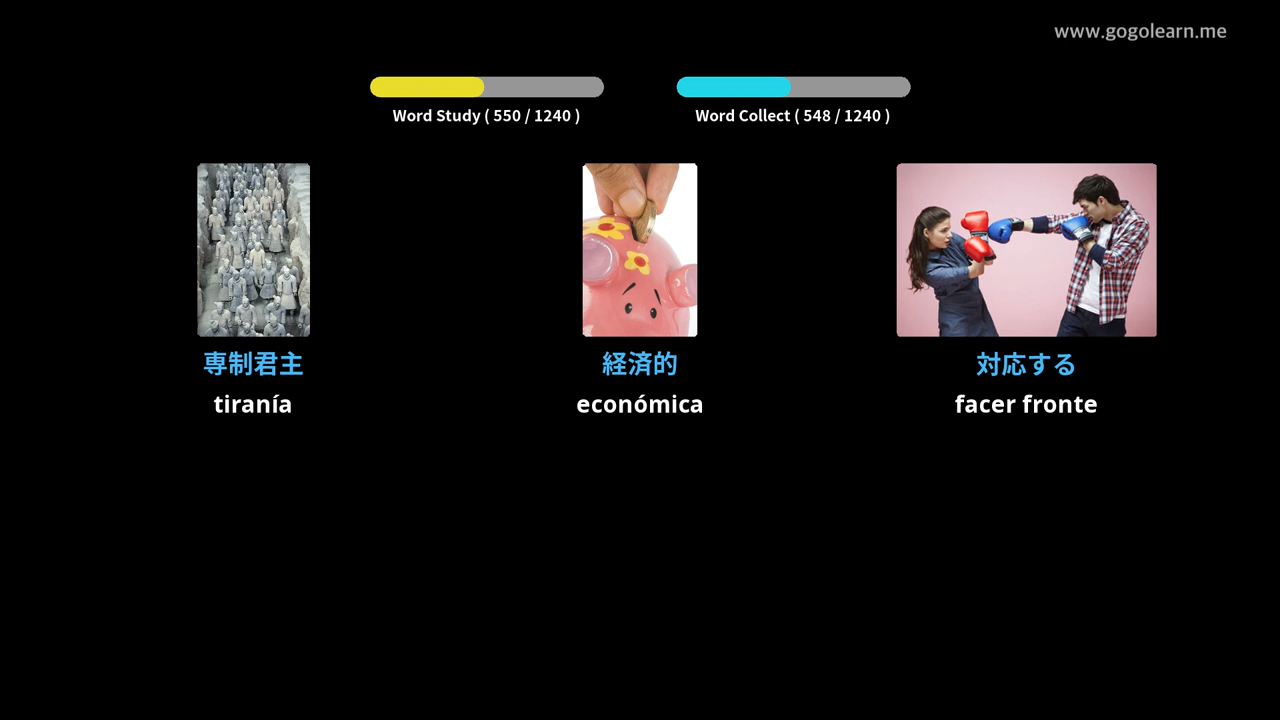 www.gogolearn.me
Word Study ( 550 / 1240 )
Word Collect ( 548 / 1240 )
専制君主
経済的
対応する
tiranía
económica
facer fronte